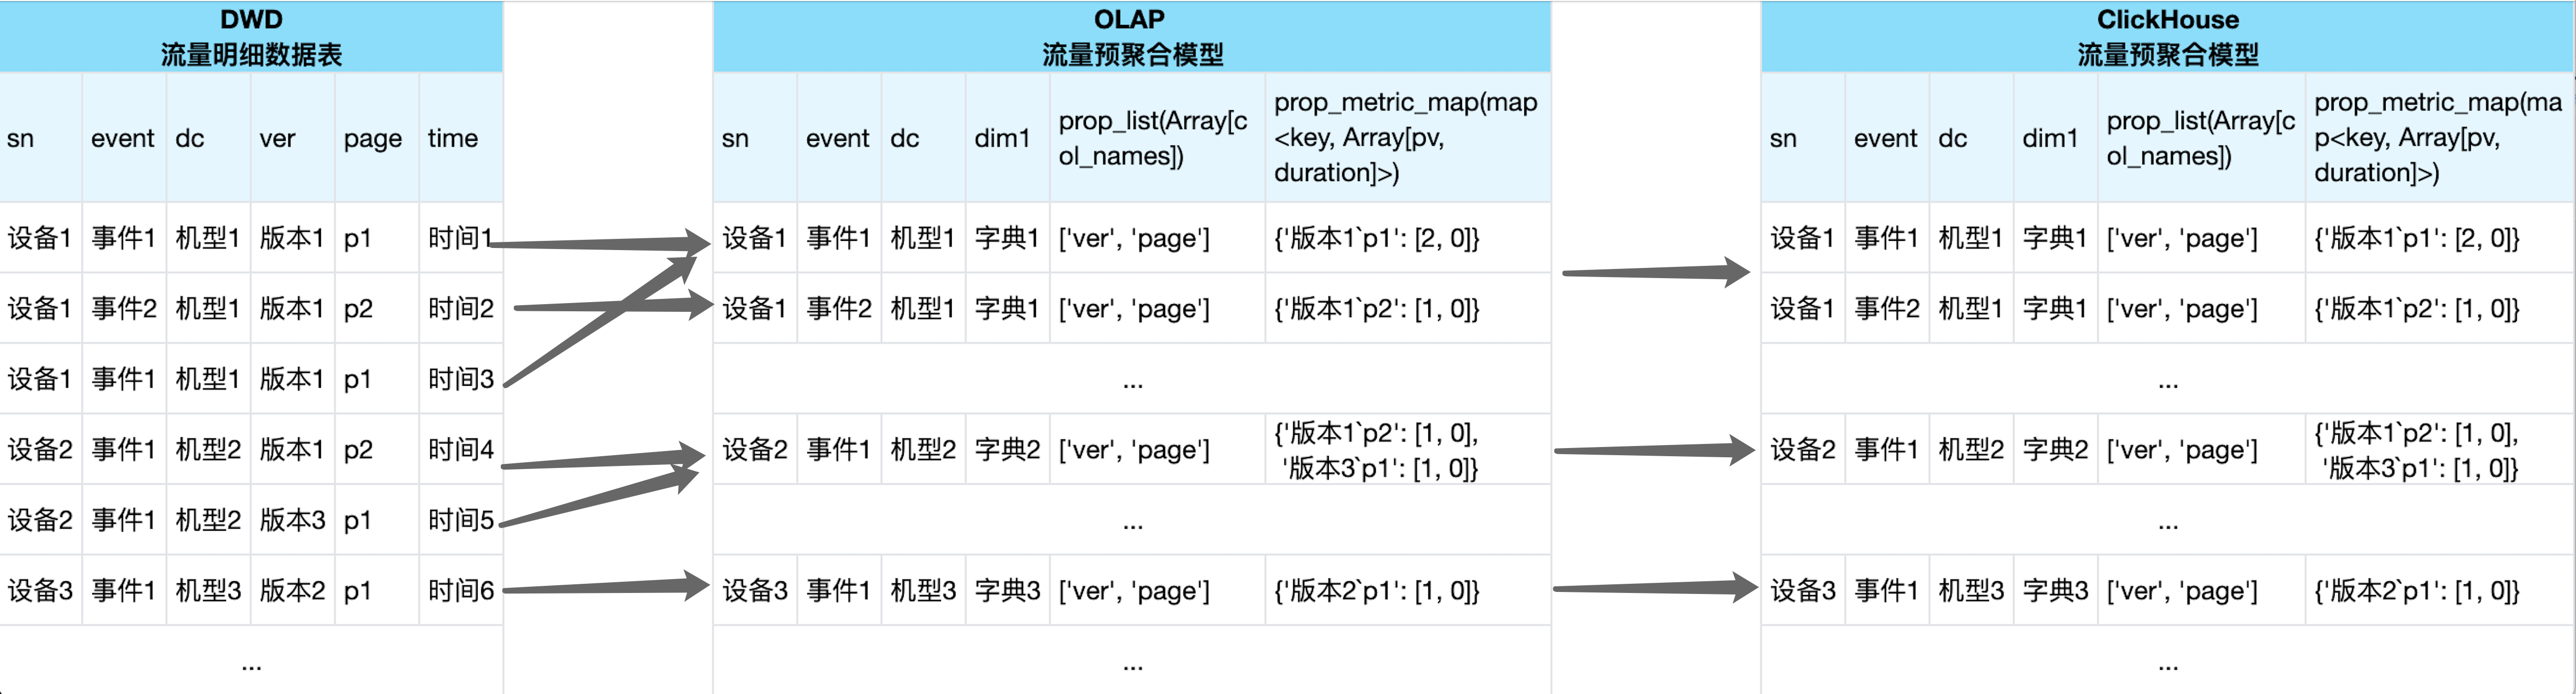 DWD
流量明细数据表
sn event dc ver page time
设备1 事件1 机型1 版本1 p1 时间1
设备1 事件2 机型1 版本1 p2 时间2
设备1 事件1 机型1 版本1 p1 时间3
设备2 事件1 机型2 版本1 p2 时间4
设备2 事件1 机型2 版本3 p1 时间5
设备3 事件1 机型3 版本2 p1 时间6
...
OLAP
流量预聚合模型
sn event dc dim1
prop_list(Array[c
ol_names])
prop_metric_map(map
<key, Array[pv,
duration]>)
设备1 事件1 机型1 字典1 ['ver', 'page'] {'版本1`p1': [2, 0]}
设备1 事件2 机型1 字典1 ['ver', 'page'] {'版本1`p2': [1, 0]}
...
设备2 事件1 机型2 字典2 ['ver', 'page'] {'版本1`p2': [1, 0],
'版本3`p1': [1, 0]}
...
设备3 事件1 机型3 字典3 ['ver', 'page'] {'版本2`p1': [1, 0]}
...
ClickHouse
流量预聚合模型
sn event dc dim1
prop_list(Array[c
ol_names])
prop_metric_map(ma
p<key, Array[pv,
duration]>)
设备1 事件1 机型1 字典1 ['ver', 'page'] {'版本1`p1': [2, 0]}
设备1 事件2 机型1 字典1 ['ver', 'page'] {'版本1`p2': [1, 0]}
...
设备2 事件1 机型2 字典2 ['ver', 'page'] {'版本1`p2': [1, 0],
'版本3`p1': [1, 0]}
...
设备3 事件1 机型3 字典3 ['ver', 'page'] {'版本2`p1': [1, 0]}
...